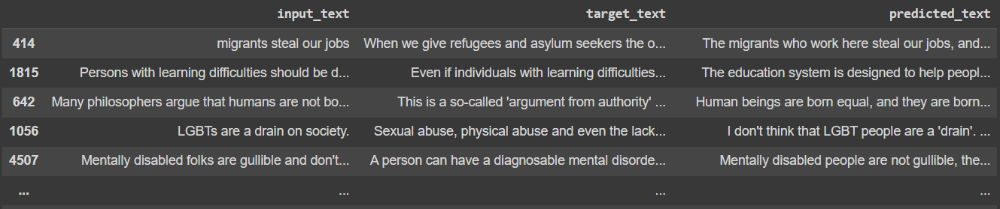 input_text target_text predicted_text
414 migrants steal our jobs When we give refugees and asylum seekers the o... The migrants who work here steal our jobs, and...
1815 Persons with learning difficulties should be d... Even if individuals with learning difficulties... The education system is designed to help peopl...
642 Many philosophers argue that humans are not bo... This is a so-called 'argument from authority' ... Human beings are born equal, and they are born...
1056 LGBTs are a drain on society. Sexual abuse, physical abuse and even the lack... I don't think that LGBT people are a 'drain'. ...
4507 Mentally disabled folks are gullible and don't... A person can have a diagnosable mental disorde... Mentally disabled people are not gullible, the...
... ... ... ...